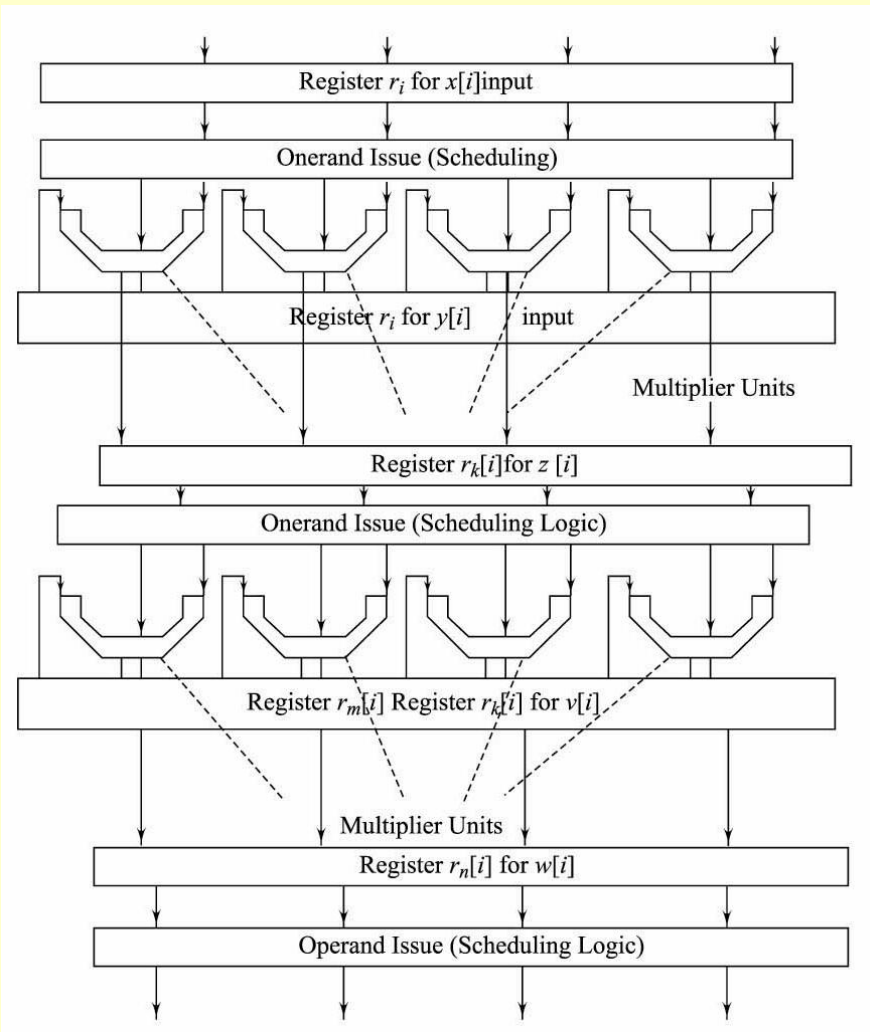 Register r_i for x[i]input
Onerand Issue (Scheduling)
Register r_i for y[i] input
Multiplier Units
Register r_k[i]for z [i]
Onerand Issue (Scheduling Logic)
Register r_m[i] Register r_k[i] for v[i]
Multiplier Units
Register r_n[i] for w[i]
Operand Issue (Scheduling Logic)